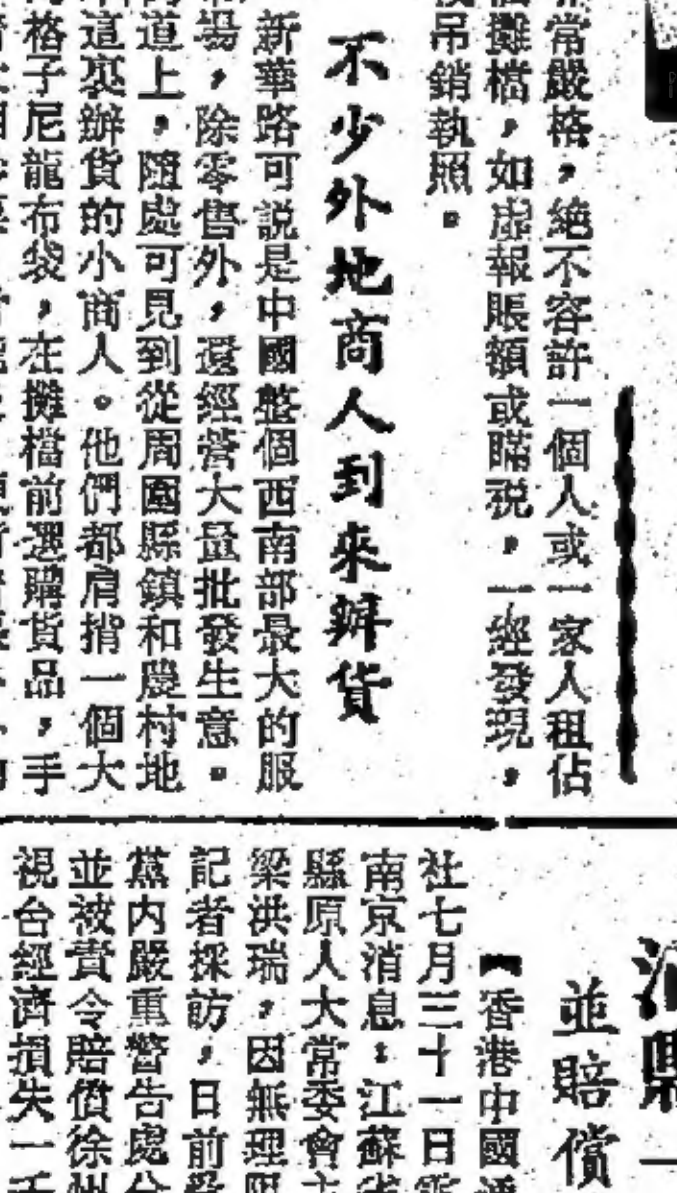 常嚴格，絕不容許一個人或一家人租佔
攤檔，如虛報賬額或瞞税，一經發現，
吊銷執照。
不少外地商人到來辦貨
新華路可説是中國整個西南部最大的服
場，除零售外，還經營大量批發生意。
道上，隨處可見到從周圍縣鎮和農村地
這裏辦貨的小商人。他們都肩揹一個大
格子尼龍布袋，在攤檔前選購貨品，手
並賠償
【香港中國
社七月三十一日電
南京消息：江蘇省
縣原人大常委會主
梁洪瑞，因無理阻
記者採訪，日前受
黨內嚴重警告處分
並被責令賠償徐州
視台經濟損失一千